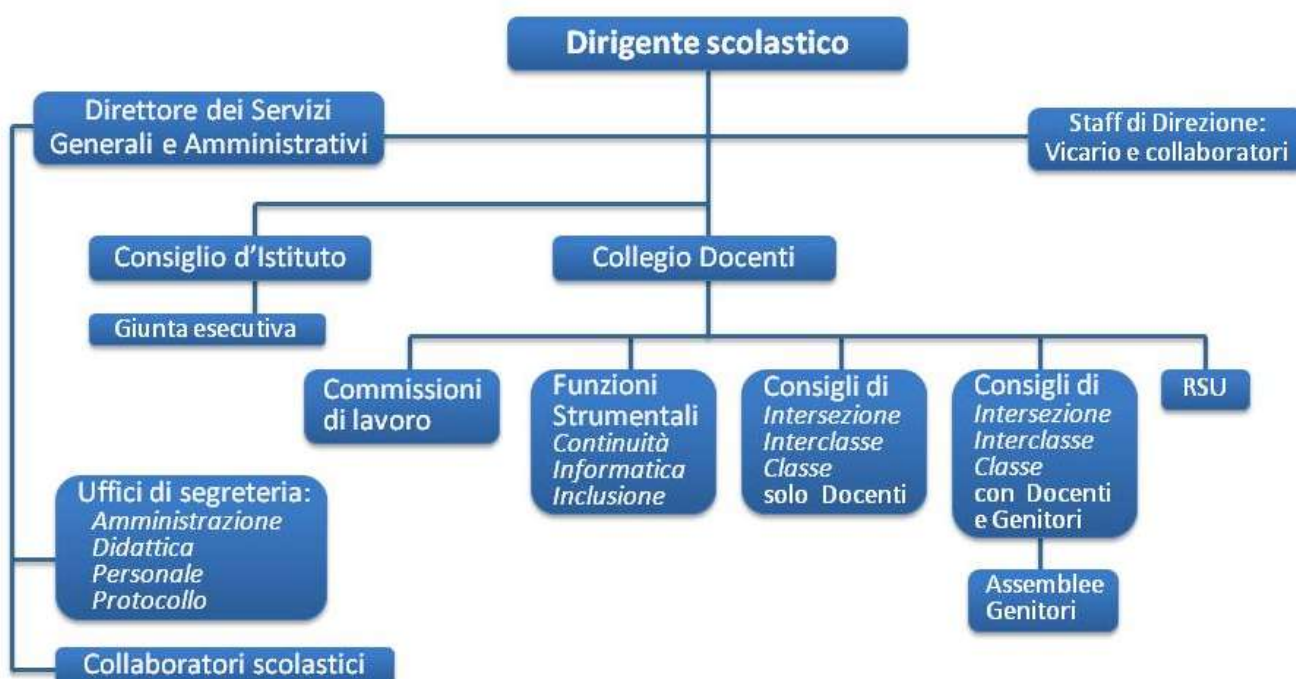 Dirigente scolastico
Direttore dei Servizi
Generali e Amministrativi
Staff di Direzione:
Vicario e collaboratori
Consiglio d'Istituto
Collegio Docenti
Giunta esecutiva
Commissioni
di lavoro
Funzioni
Strumentali
Continuità
Informatica
Inclusione
Consigli di
Intersezione
Interclasse
Classe
solo Docenti
Consigli di
Intersezione
Interclasse
Classe
con Docenti
e Genitori
RSU
Uffici di segreteria:
Amministrazione
Didattica
Personale
Protocollo
Assemblee
Genitori
Collaboratori scolastici